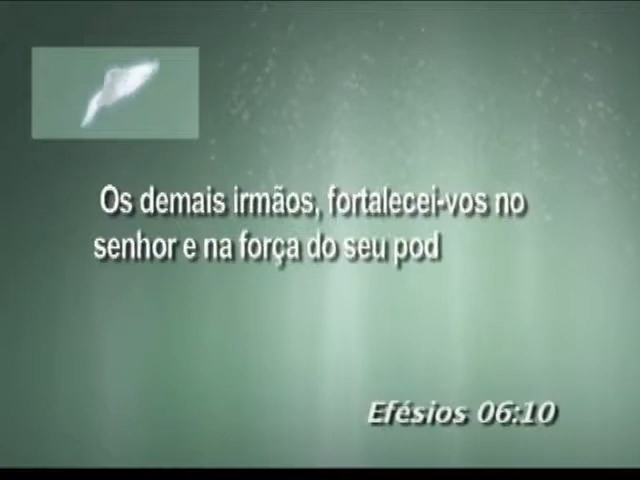 Os demais irmãos, fortalecei-vos no
senhor e na força do seu pod
Efésios 06:10